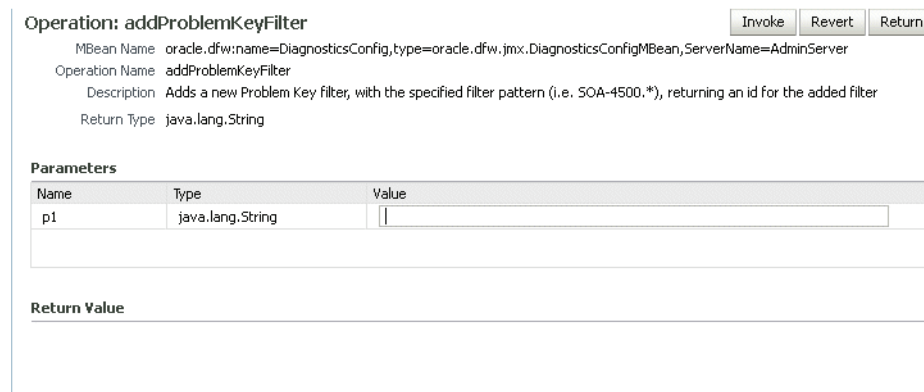 Operation: addProblemKeyFilter
Invoke Revert Return
MBean Name oracle.dfw:name=DiagnosticsConfig,type=oracle.dfw.jmx.DiagnosticsConfigMBean,ServerName=AdminServer
Operation Name addProblemKeyFilter
Description Adds a new Problem Key filter, with the specified filter pattern (i.e. SOA-4500.*), returning an id for the added filter
Return Type java.lang.String
Parameters
Name Type Value
p1 java.lang.String
Return Value